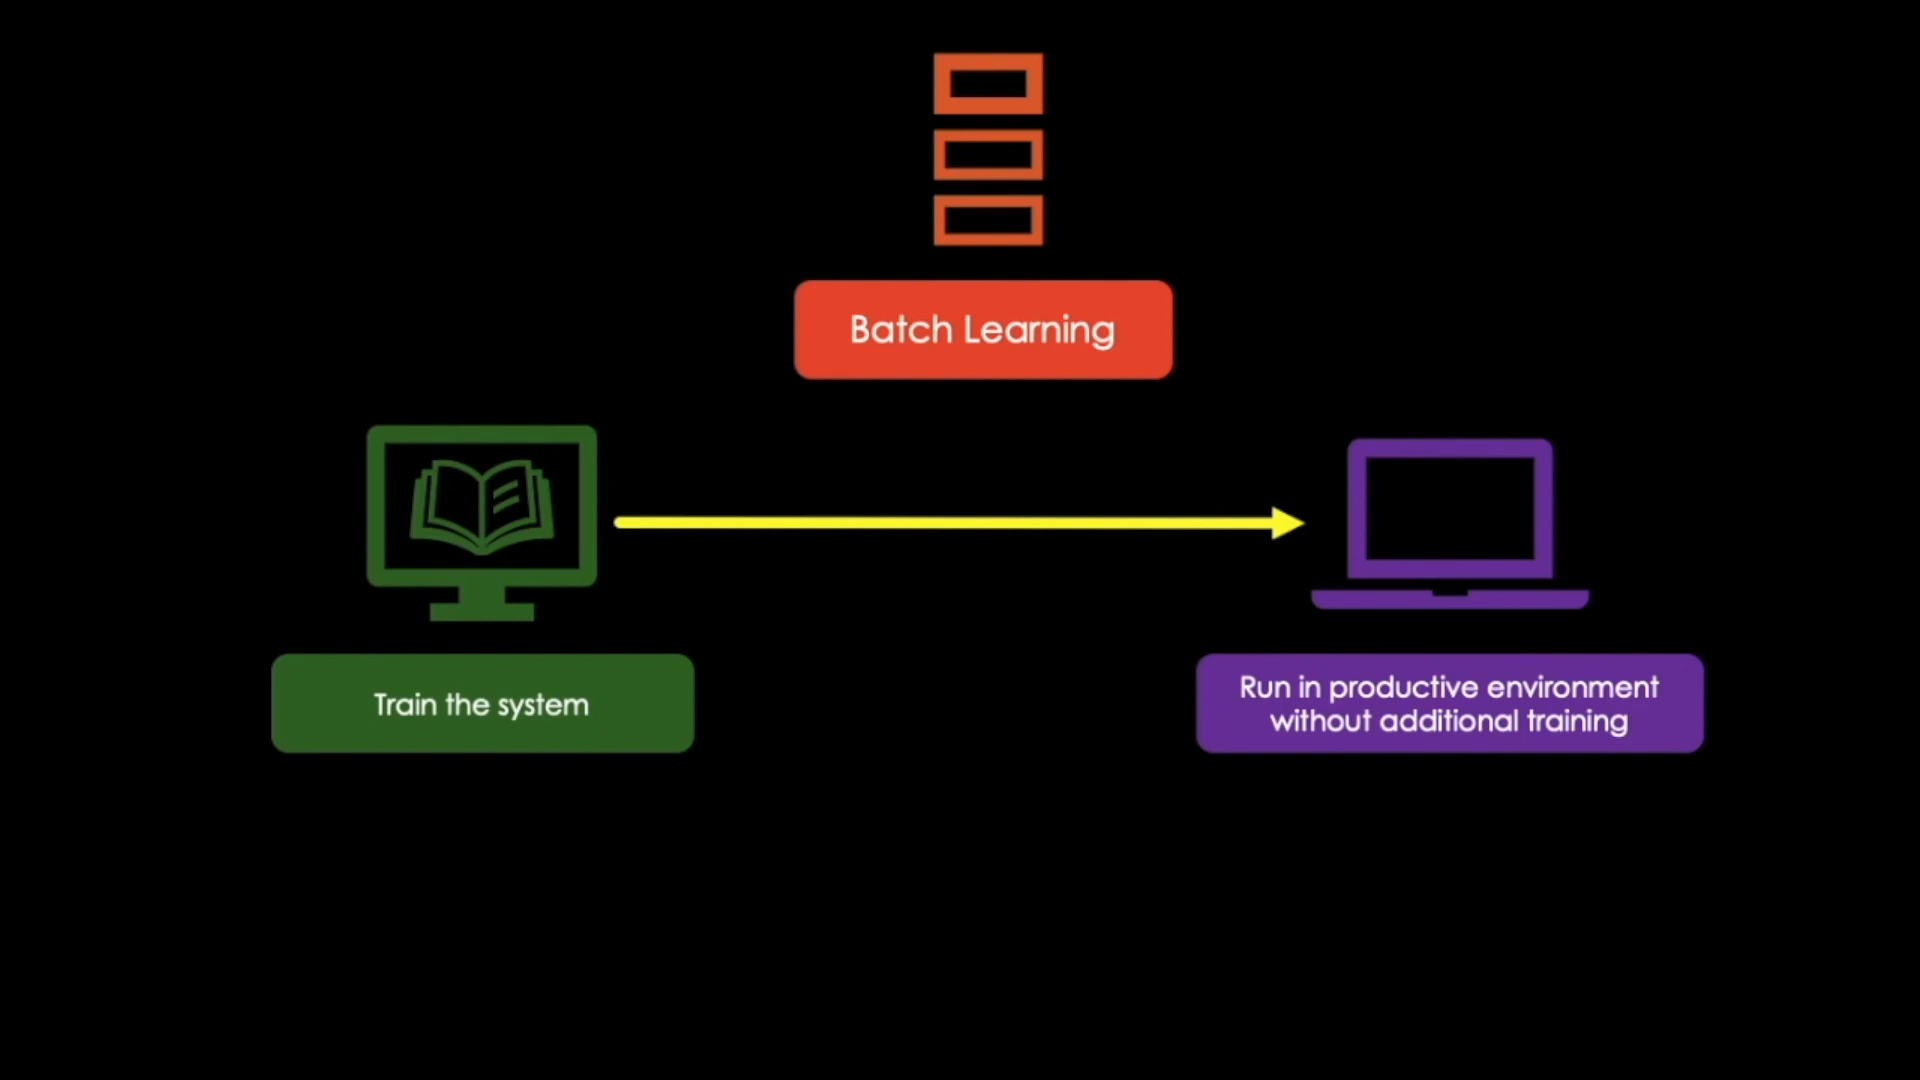 Batch Learning
Train the system
Run in productive environment
without additional training